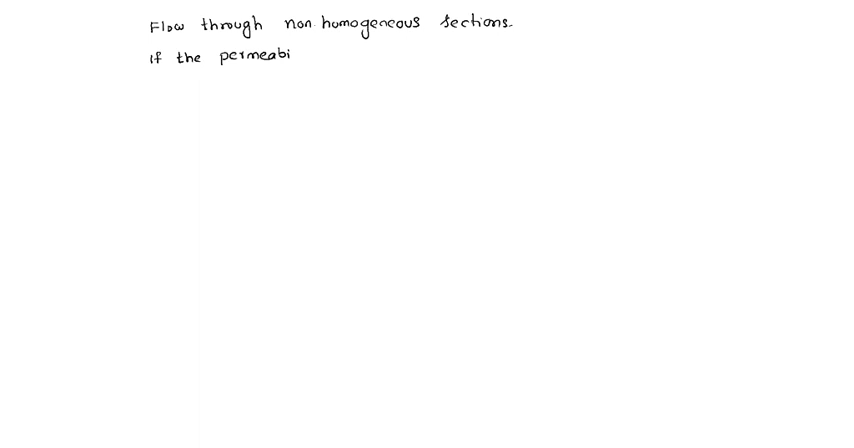 Flow through non-homogeneous sections.
If the permeabi